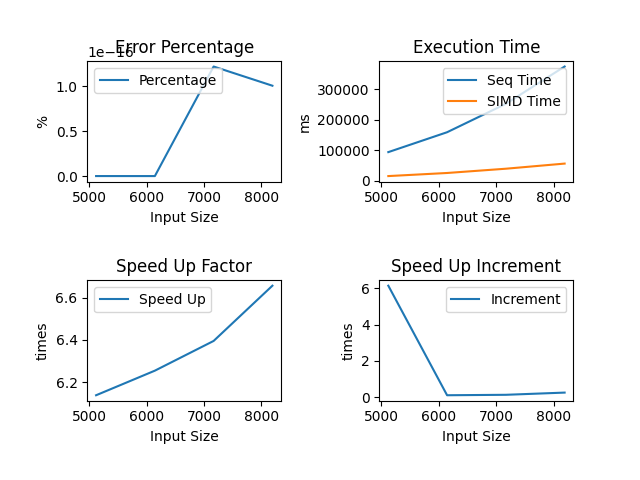 Error Percentage
1e−16
Percentage
%
1.0
0.5
0.0
5000 6000 7000 8000
Input Size
Execution Time
Seq Time
SIMD Time
ms
300000
200000
100000
0
5000 6000 7000 8000
Input Size
Speed Up Factor
Speed Up
times
6.6
6.4
6.2
5000 6000 7000 8000
Input Size
Speed Up Increment
Increment
times
6
4
2
0
5000 6000 7000 8000
Input Size